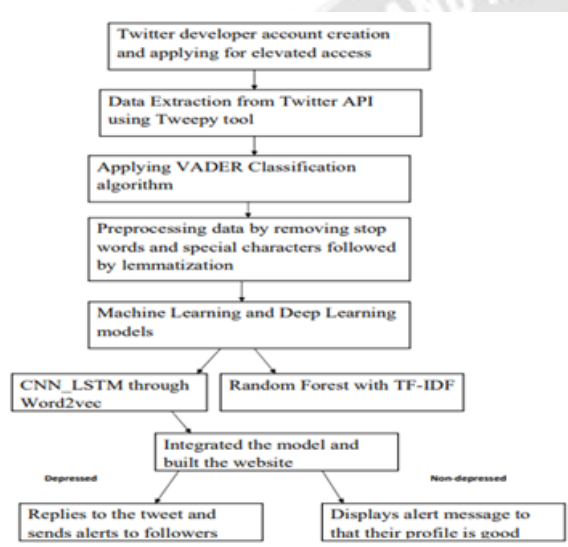 Twitter developer account creation
and applying for elevated access
Data Extraction from Twitter API
using Tweepy tool
Applying VADER Classification
algorithm
Preprocessing data by removing stop
words and special characters followed
by lemmatization
Machine Learning and Deep Learning
models
CNN_LSTM through
Word2vec
Random Forest with TF-IDF
Integrated the model and
built the website
Depressed
Non-depressed
Replies to the tweet and
sends alerts to followers
Displays alert message to
that their profile is good